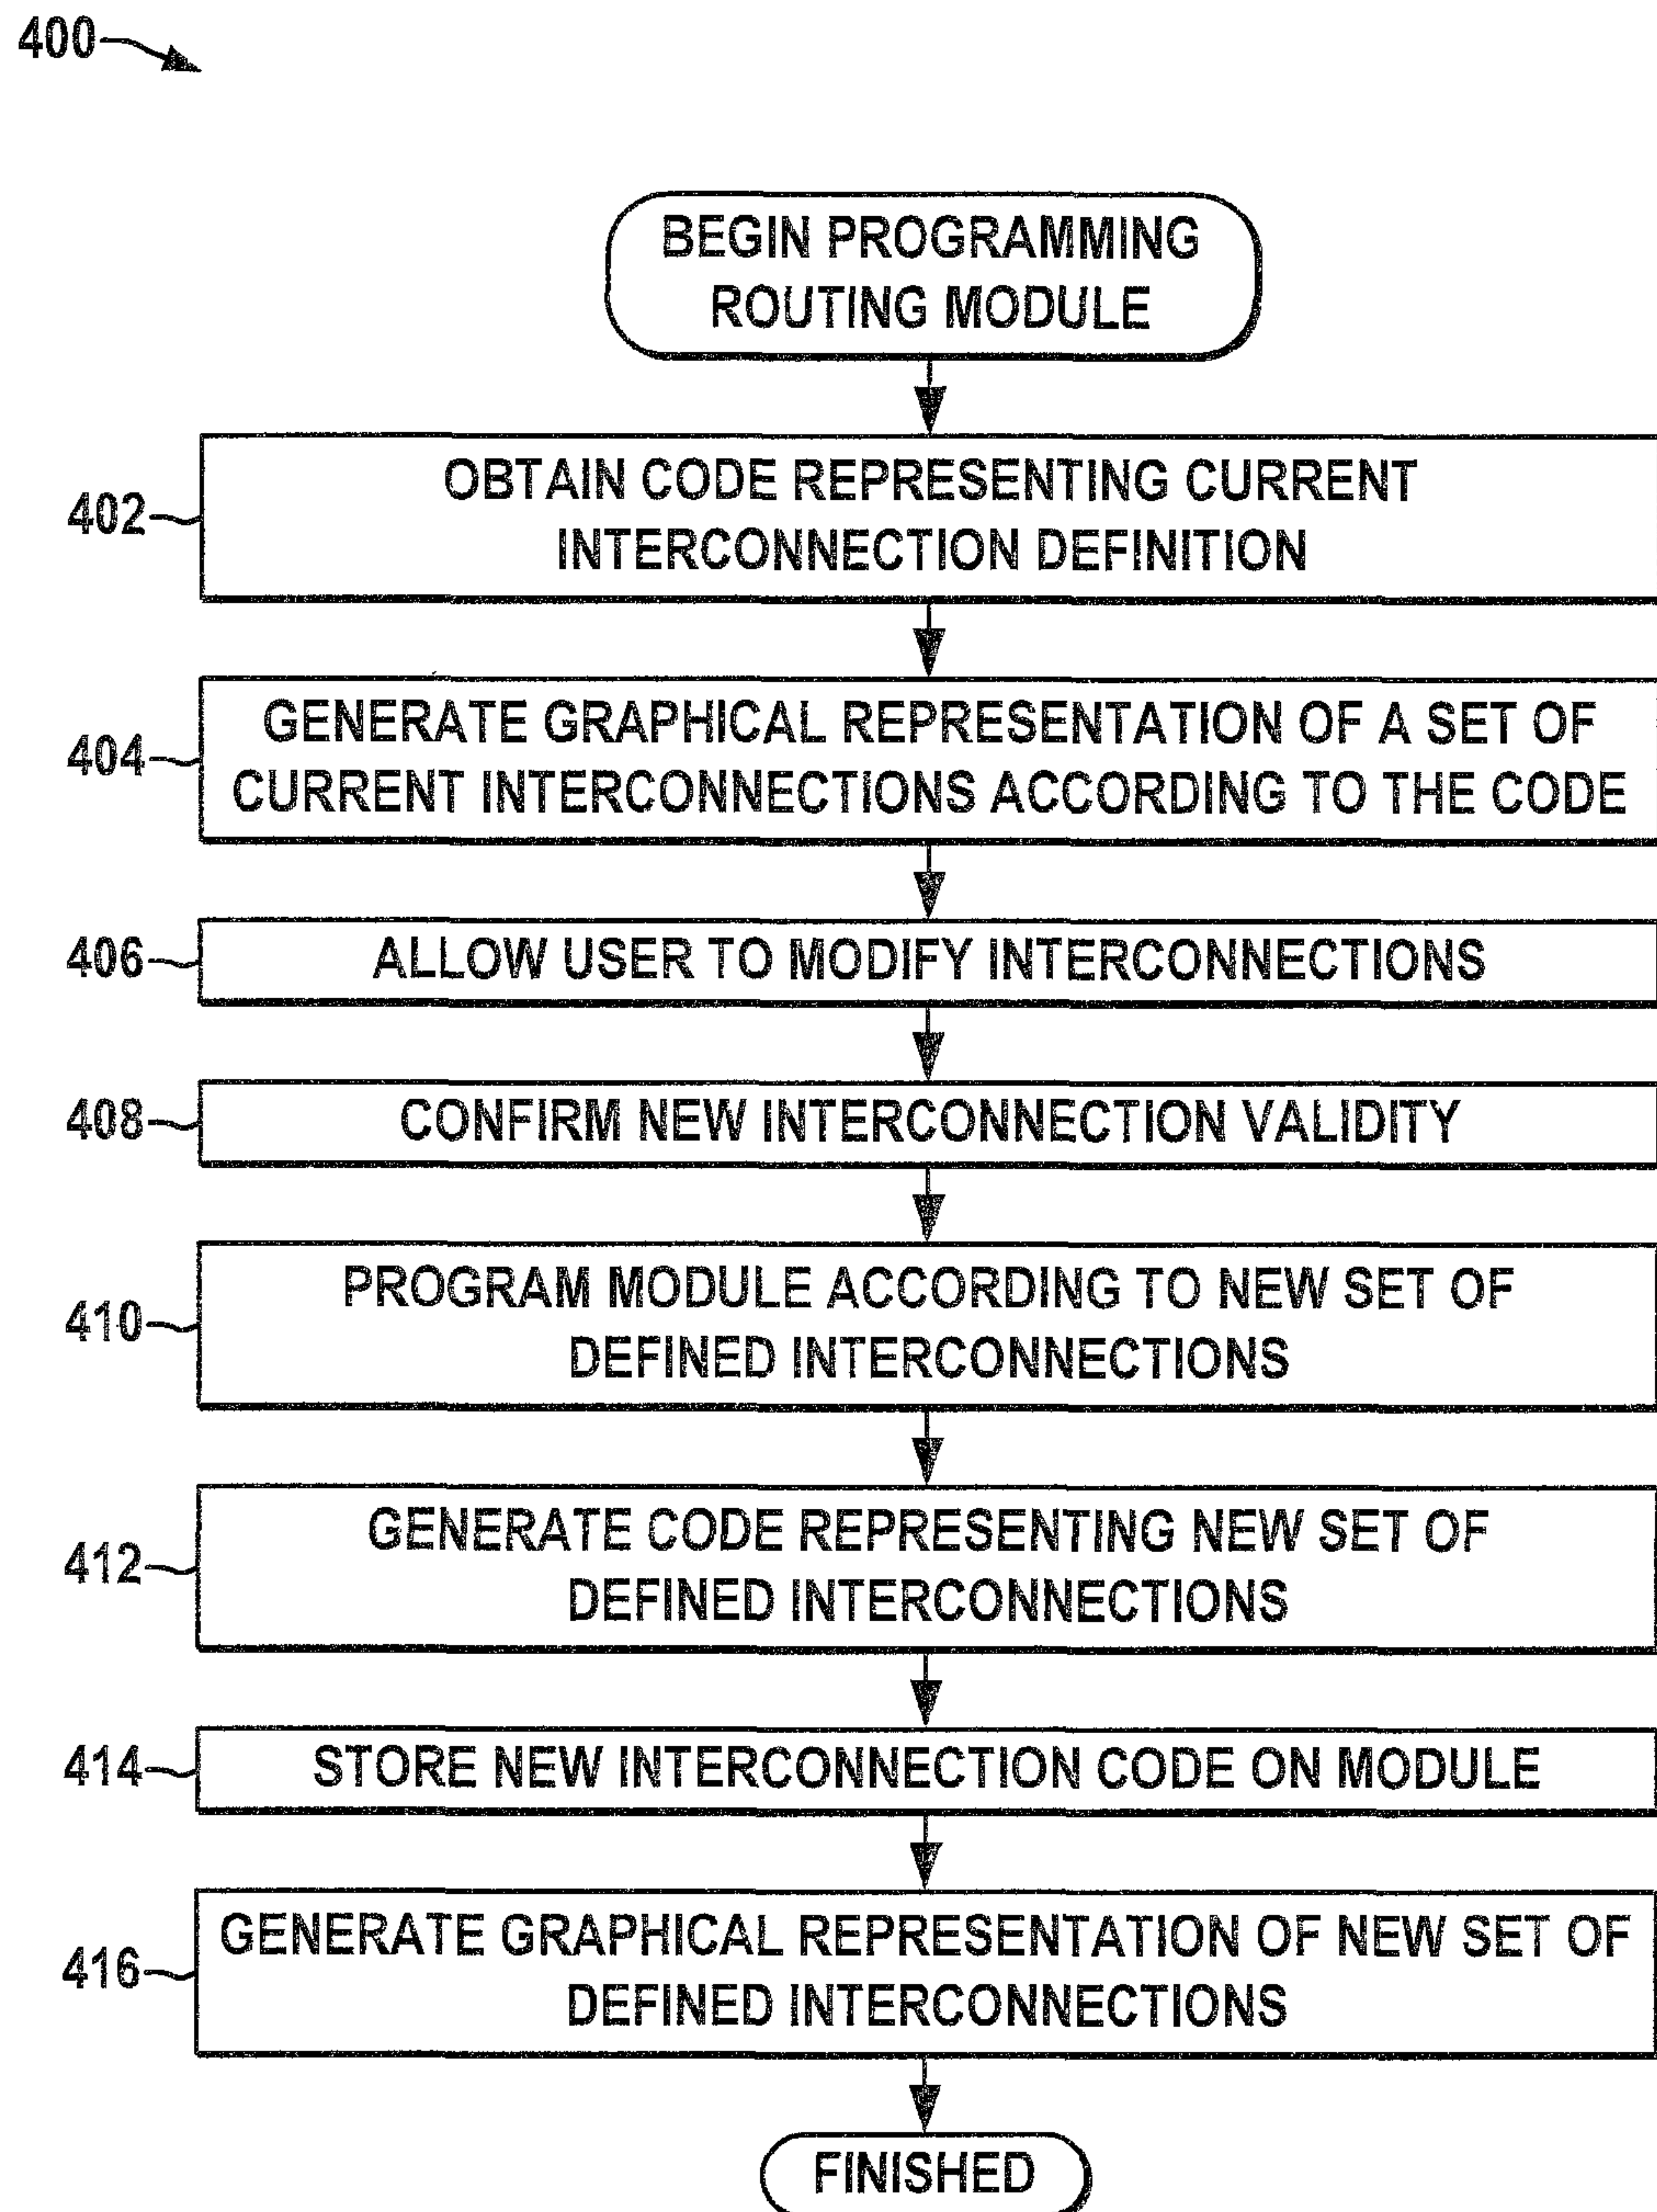 400
BEGIN PROGRAMMING
ROUTING MODULE
402
OBTAIN CODE REPRESENTING CURRENT
INTERCONNECTION DEFINITION
404
GENERATE GRAPHICAL REPRESENTATION OF A SET OF
CURRENT INTERCONNECTIONS ACCORDING TO THE CODE
406
ALLOW USER TO MODIFY INTERCONNECTIONS
408
CONFIRM NEW INTERCONNECTION VALIDITY
410
PROGRAM MODULE ACCORDING TO NEW SET OF
DEFINED INTERCONNECTIONS
412
GENERATE CODE REPRESENTING NEW SET OF
DEFINED INTERCONNECTIONS
414
STORE NEW INTERCONNECTION CODE ON MODULE
416
GENERATE GRAPHICAL REPRESENTATION OF NEW SET OF
DEFINED INTERCONNECTIONS
FINISHED